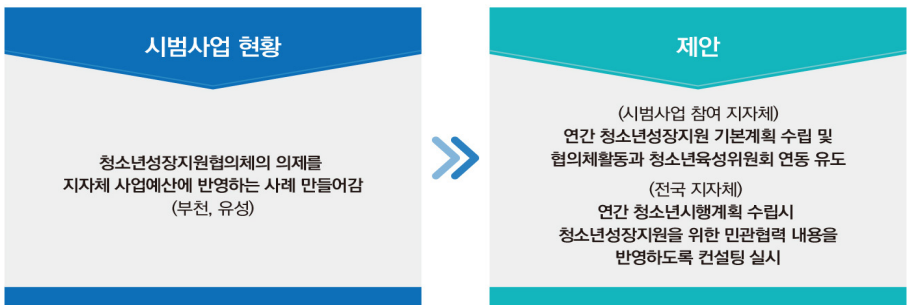 시범사업 현황
청소년성장지원협의체의 의제를
지자체 사업예산에 반영하는 사례 만들어감
(부천, 유성)
제안
(시범사업 참여 지자체)
연간 청소년성장지원 기본계획 수립 및
협의체활동과 청소년육성위원회 연동 유도
(전국 지자체)
연간 청소년시행계획 수립시
청소년성장지원을 위한 민관협력 내용을
반영하도록 컨설팅 실시